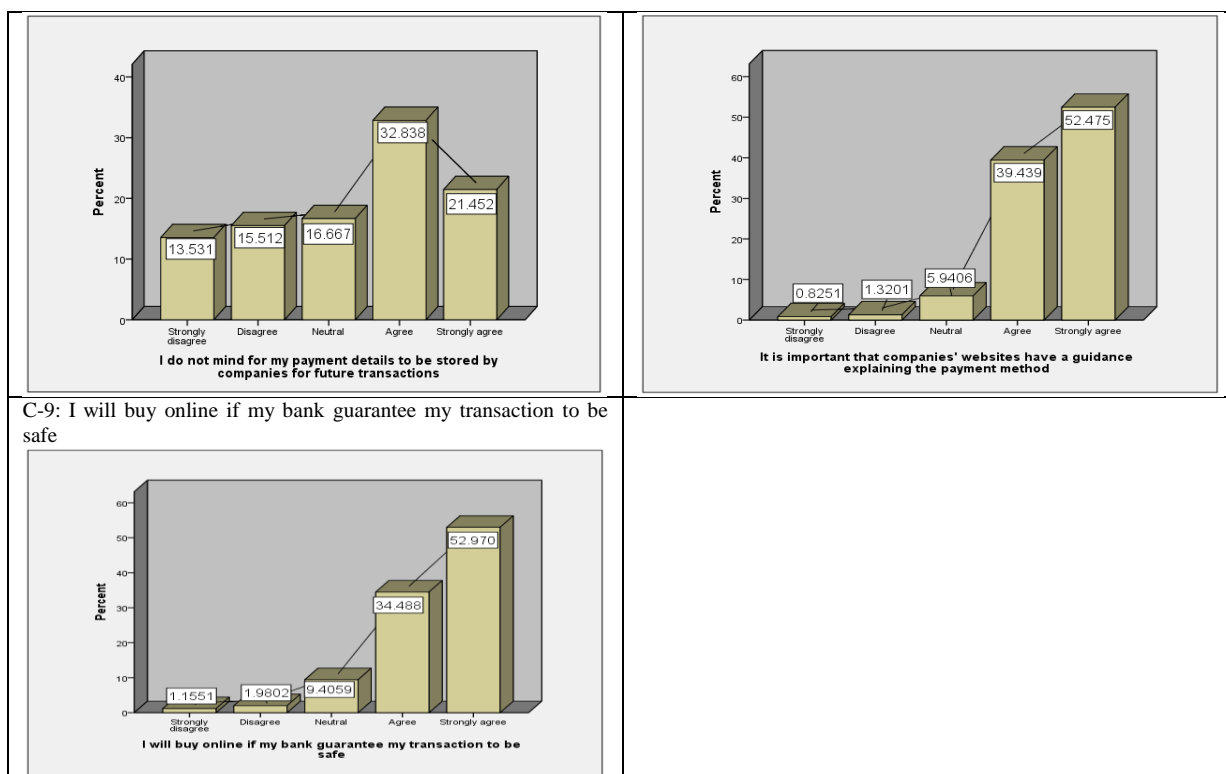 40
30
20
10
0
Percent
13.531
15.512
16.667
32.838
21.452
Strongly
disagree
Disagree
Neutral
Agree
Strongly agree
I do not mind for my payment details to be stored by
companies for future transactions
60
50
40
30
20
10
0
Percent
0.8251
1.3201
5.9406
39.439
52.475
Strongly
disagree
Disagree
Neutral
Agree
Strongly agree
It is important that companies' websites have a guidance
explaining the payment method
C-9: I will buy online if my bank guarantee my transaction to be
safe
60
50
40
30
20
10
0
Percent
1.1551
1.9802
9.4059
34.488
52.970
Strongly
disagree
Disagree
Neutral
Agree
Strongly agree
I will buy online if my bank guarantee my transaction to be
safe